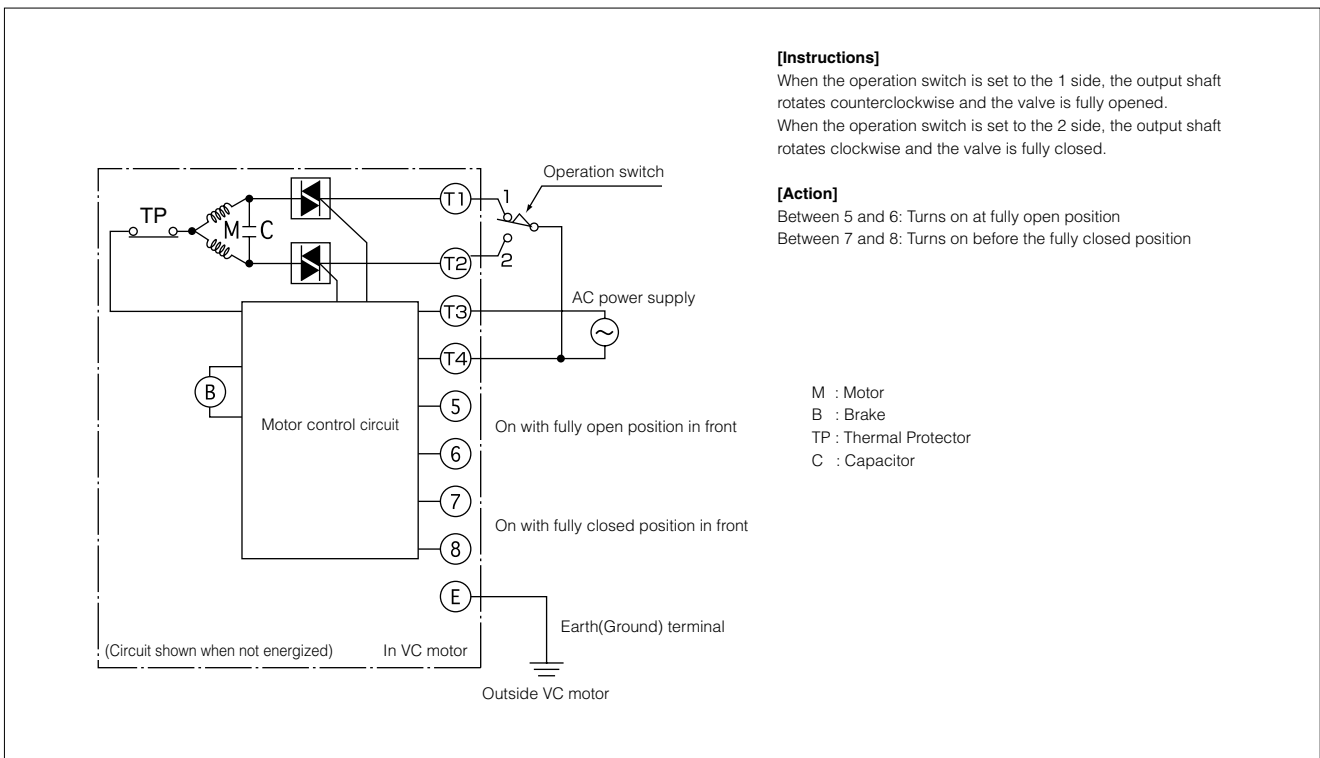 [Instructions]
When the operation switch is set to the 1 side, the output shaft
rotates counterclockwise and the valve is fully opened.
When the operation switch is set to the 2 side, the output shaft
rotates clockwise and the valve is fully closed.
[Action]
Between 5 and 6: Turns on at fully open position
Between 7 and 8: Turns on before the fully closed position
Operation switch
TP
M
C
T1
1
T2
2
AC power supply
T3
T4
B
Motor control circuit
5
On with fully open position in front
6
7
On with fully closed position in front
8
E
Earth(Ground) terminal
(Circuit shown when not energized)
In VC motor
Outside VC motor
M : Motor
B : Brake
TP : Thermal Protector
C : Capacitor